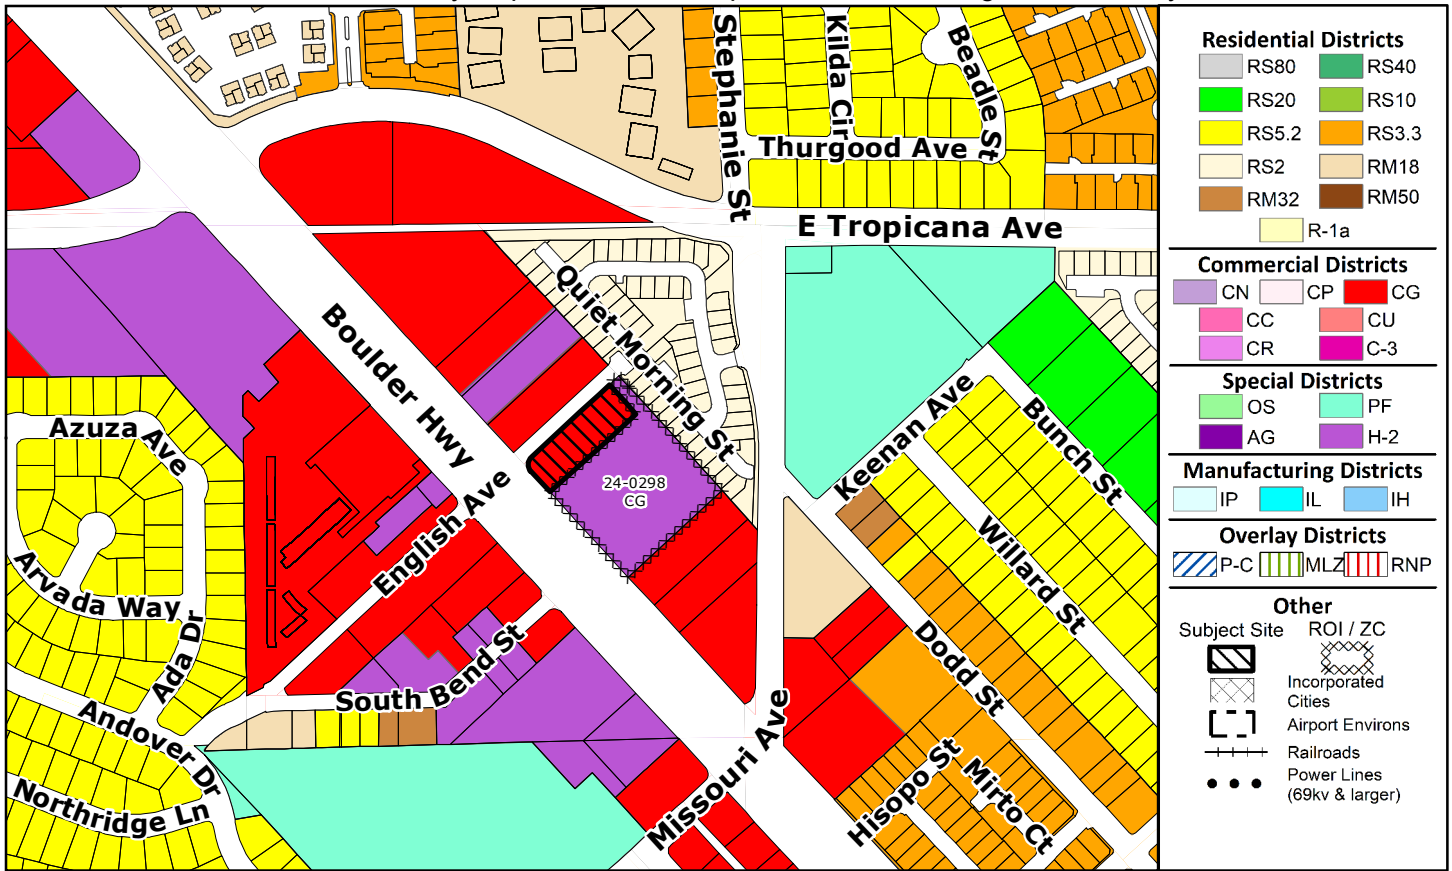 Stephanie St
Kilda Cir
Beadle St
Thurgood Ave
E Tropicana Ave
Quiet Morning St
Boulder Hwy
Azuza Ave
24-0298
CG
Keenan Ave
Bunch St
English Ave
Willard St
Arvada Way
Ada Dr
South Bend St
Dodd St
Andover Dr
Missouri Ave
Northridge Ln
Hisopo St
Mirto Ct
Residential Districts
RS80 RS40
RS20 RS10
RS5.2 RS3.3
RS2 RM18
RM32 RM50
R-1a
Commercial Districts
CN CP CG
CC CU
CR C-3
Special Districts
OS PF
AG H-2
Manufacturing Districts
IP IL IH
Overlay Districts
P-C MLZ RNP
Other
Subject Site ROI / ZC
Incorporated
Cities
Airport Environs
Railroads
Power Lines
(69kv & larger)